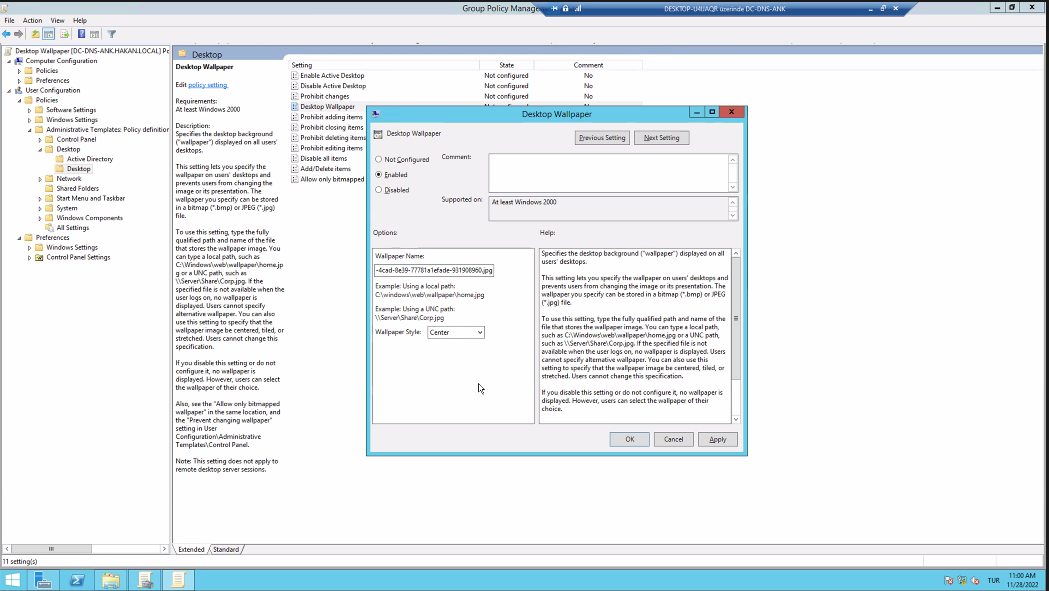 Group Policy Manage
DESKTOP-U4UAQR üzerinde DC-DNS-ANK
File Action View Help
Desktop Wallpaper [DC-DNS-ANK.HAKAN.LOCAL] Po
Computer Configuration
Policies
Preferences
User Configuration
Policies
Software Settings
Windows Settings
Administrative Templates: Policy definition
Control Panel
Desktop
Active Directory
Desktop
Network
Shared Folders
Start Menu and Taskbar
System
Windows Components
All Settings
Preferences
Windows Settings
Control Panel Settings
Desktop
Desktop Wallpaper
Edit policy setting.
Requirements:
At least Windows 2000
Description:
Specifies the desktop background
("wallpaper") displayed on all users'
desktops.
This setting lets you specify the
wallpaper on users' desktops and
prevents users from changing the
image or its presentation. The
wallpaper you specify can be stored
in a bitmap (*.bmp) or JPEG (*.jpg)
file.
To use this setting, type the fully
qualified path and name of the file
that stores the wallpaper image. You
can type a local path, such as
C:\Windows\web\wallpaper\home.jp
g or a UNC path, such as
\\Server\Share\Corp.jpg. If the
specified file is not available when the
user logs on, no wallpaper is
displayed. Users cannot specify
alternative wallpaper. You can also
use this setting to specify that the
wallpaper image be centered, tiled, or
stretched. Users cannot change this
specification.
If you disable this setting or do not
configure it, no wallpaper is
displayed. However, users can select
the wallpaper of their choice.
Also, see the "Allow only bitmapped
wallpaper" in the same location, and
the "Prevent changing wallpaper"
setting in User
Configuration\Administrative
Templates\Control Panel.
Note: This setting does not apply to
remote desktop server sessions.
Setting State Comment
Enable Active Desktop Not configured No
Disable Active Desktop Not configured No
Prohibit changes Not configured No
Desktop Wallpaper Not configured No
Prohibit adding items
Prohibit closing items
Prohibit deleting items
Prohibit editing items
Disable all items
Add/Delete items
Allow only bitmapped
Desktop Wallpaper
Desktop Wallpaper
Previous Setting Next Setting
Not Configured
Enabled
Disabled
Comment:
Supported on:
At least Windows 2000
Options:
Wallpaper Name:
-4cad-8e39-77781a1efade-931908960.jpg
Example: Using a local path:
C:\windows\web\wallpaper\home.jpg
Example: Using a UNC path:
\\Server\Share\Corp.jpg
Wallpaper Style: Center
Help:
Specifies the desktop background ("wallpaper") displayed on all
users' desktops.
This setting lets you specify the wallpaper on users' desktops and
prevents users from changing the image or its presentation. The
wallpaper you specify can be stored in a bitmap (*.bmp) or JPEG
(*.jpg) file.
To use this setting, type the fully qualified path and name of the
file that stores the wallpaper image. You can type a local path,
such as C:\Windows\web\wallpaper\home.jpg or a UNC path,
such as \\Server\Share\Corp.jpg. If the specified file is not
available when the user logs on, no wallpaper is displayed. Users
cannot specify alternative wallpaper. You can also use this setting
to specify that the wallpaper image be centered, tiled, or
stretched. Users cannot change this specification.
If you disable this setting or do not configure it, no wallpaper is
displayed. However, users can select the wallpaper of their
choice.
OK Cancel Apply
Extended Standard
11 setting(s)
TUR
11:00 AM
11/28/2022